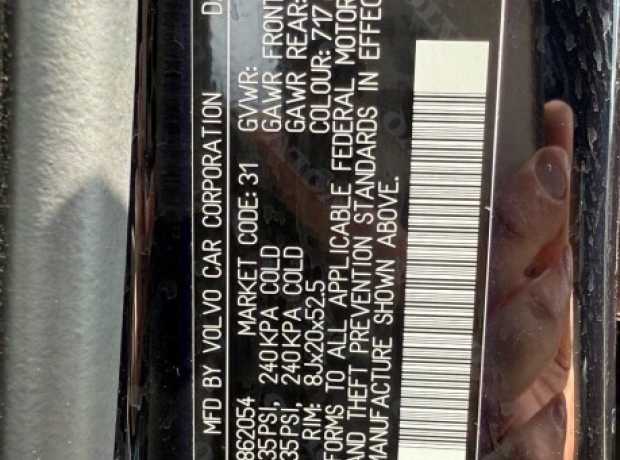 MFD BY VOLVO CAR CORPORATION D
862054 MARKET CODE: 31 GVWR:
35PSI, 240KPA COLD GAWR FRONT
35PSI, 240KPA COLD GAWR REAR:
RIM: 8Jx20x52.5 COLOUR: 717
FORMS TO ALL APPLICABLE FEDERAL MOTOR
AND THEFT PREVENTION STANDARDS IN EFFEC
MANUFACTURE SHOWN ABOVE.